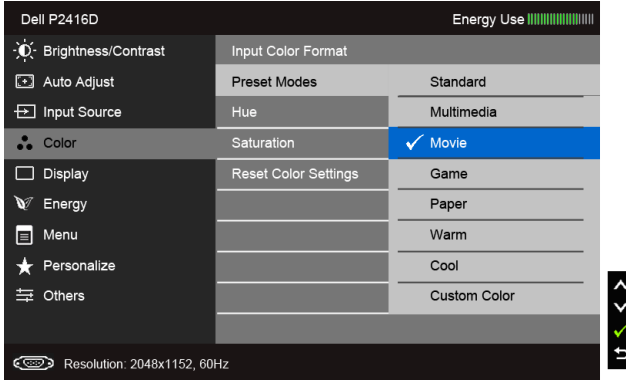 Dell P2416D
Energy Use
Brightness/Contrast
Auto Adjust
Input Source
Color
Display
Energy
Menu
Personalize
Others
Input Color Format
Preset Modes
Hue
Saturation
Reset Color Settings
Standard
Multimedia
Movie
Game
Paper
Warm
Cool
Custom Color
Resolution: 2048x1152, 60Hz